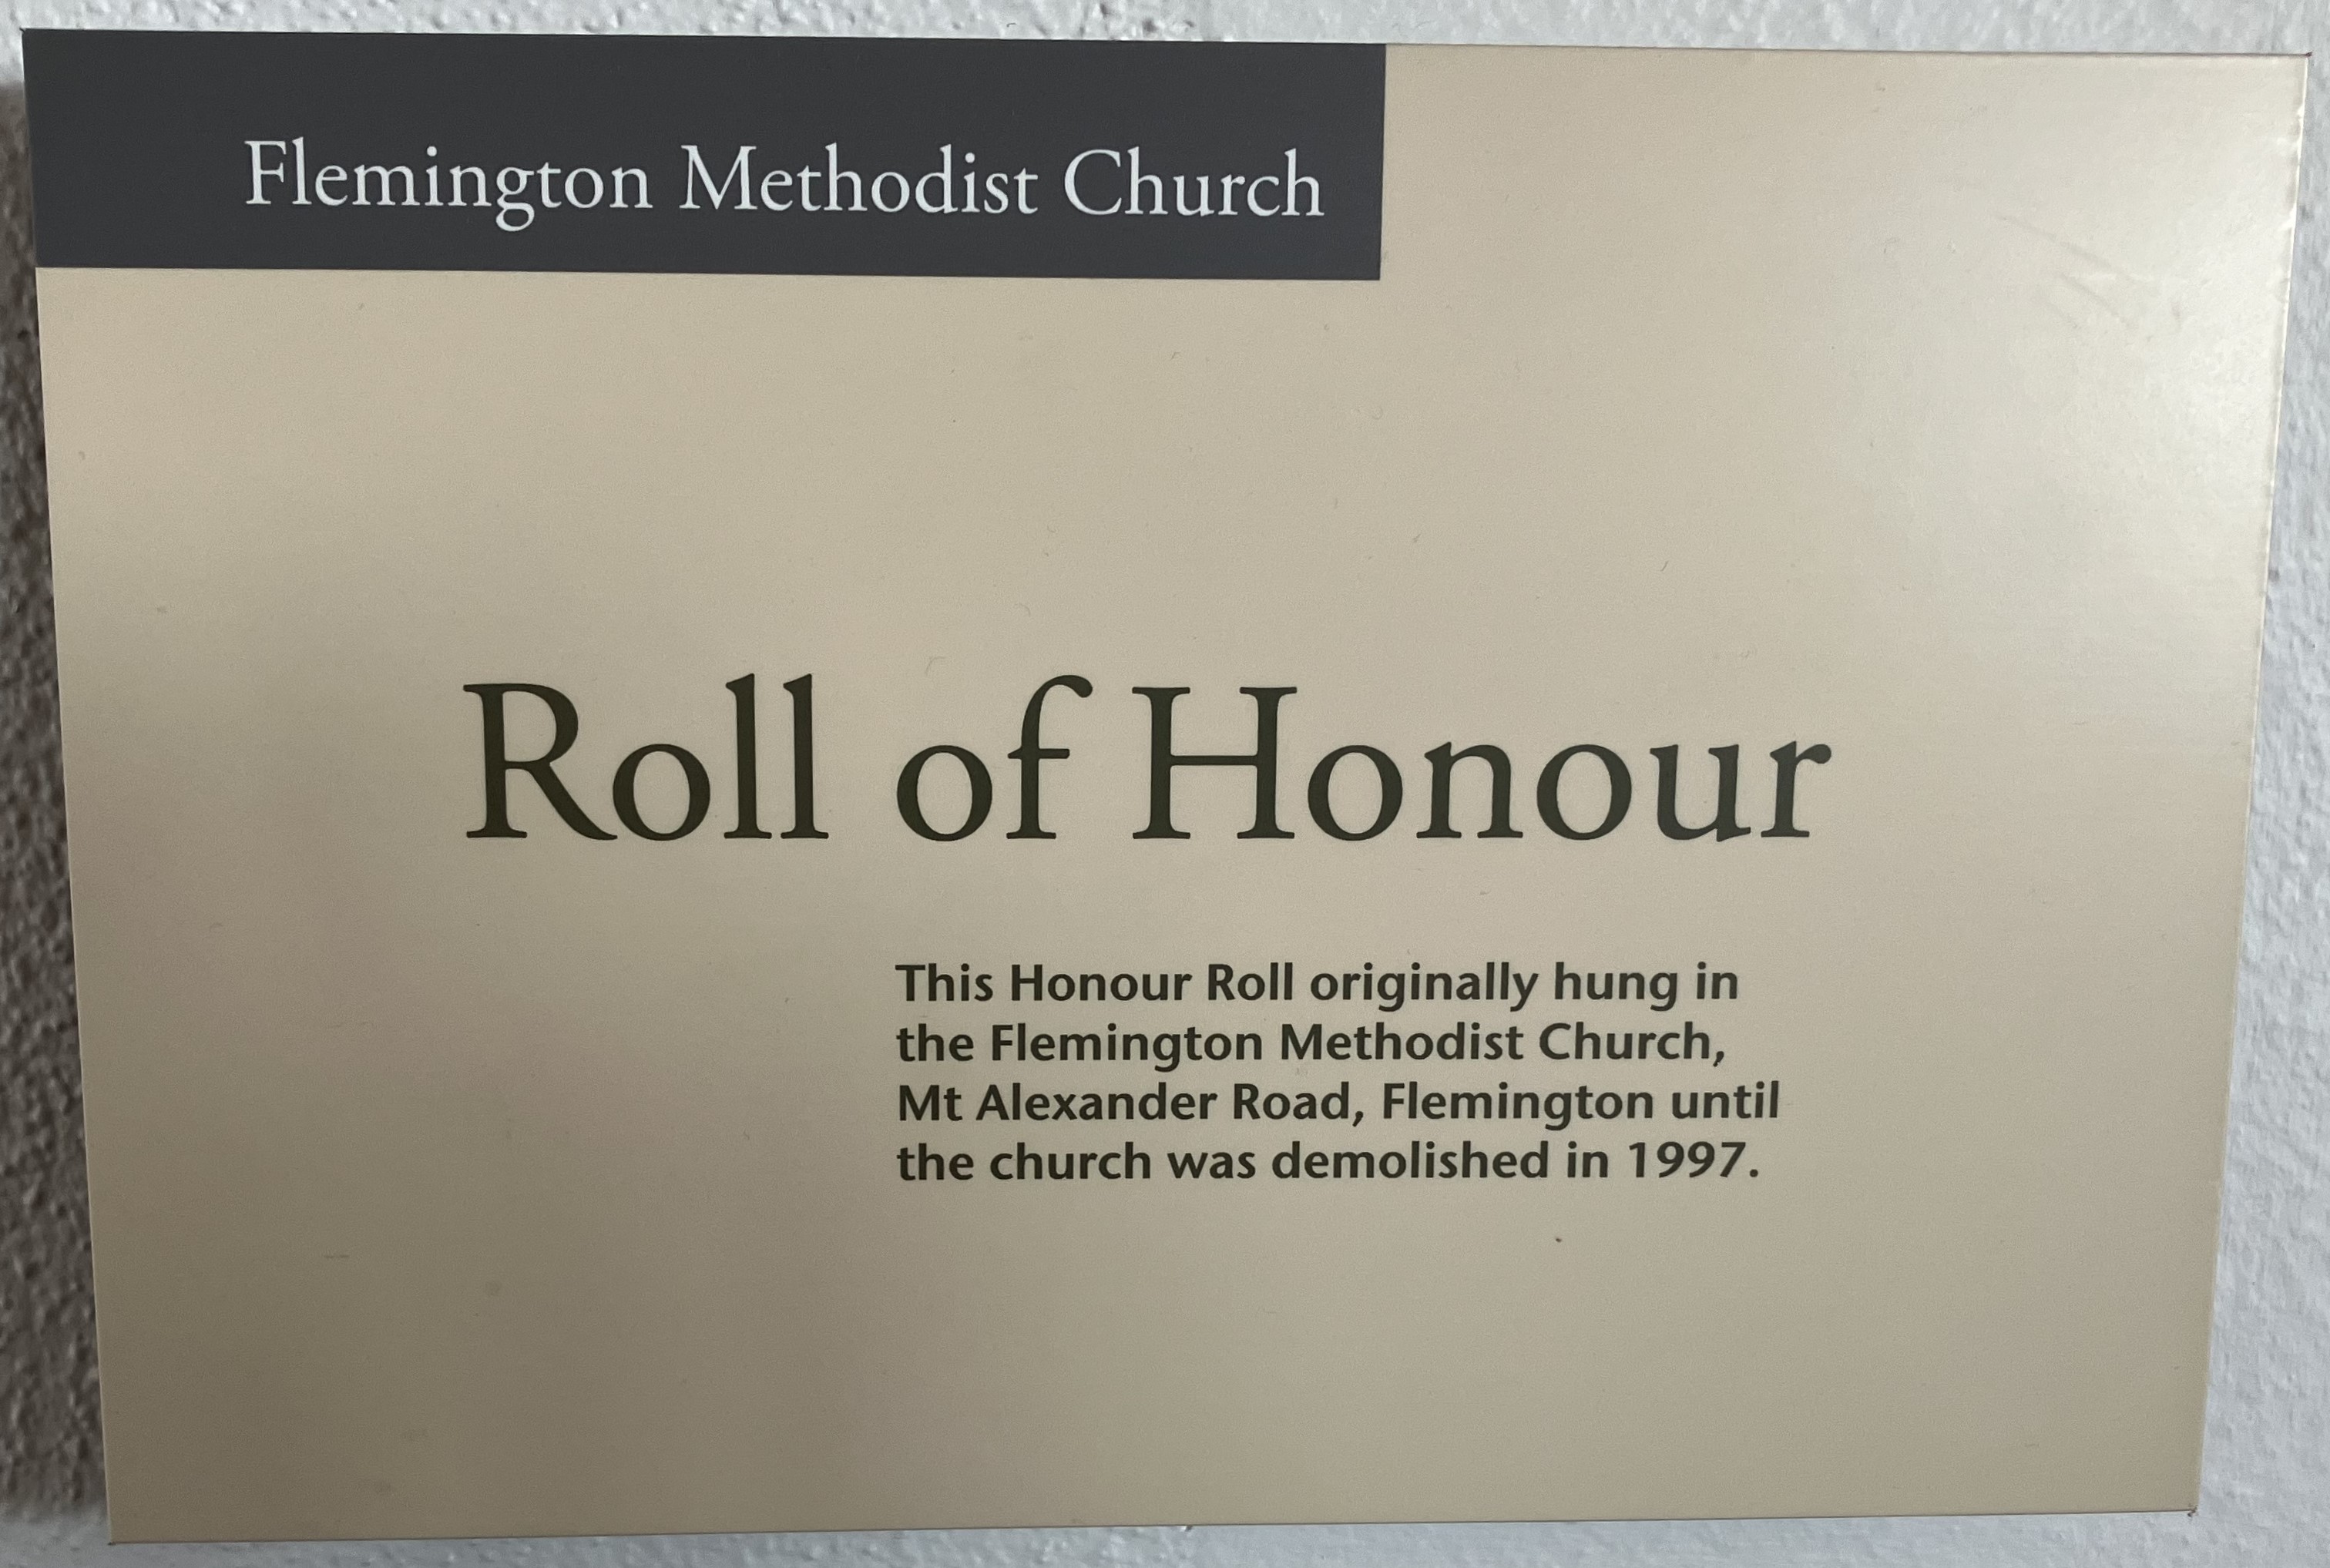 Flemington Methodist Church
Roll of Honour
This Honour Roll originally hung in
the Flemington Methodist Church,
Mt Alexander Road, Flemington until
the church was demolished in 1997.